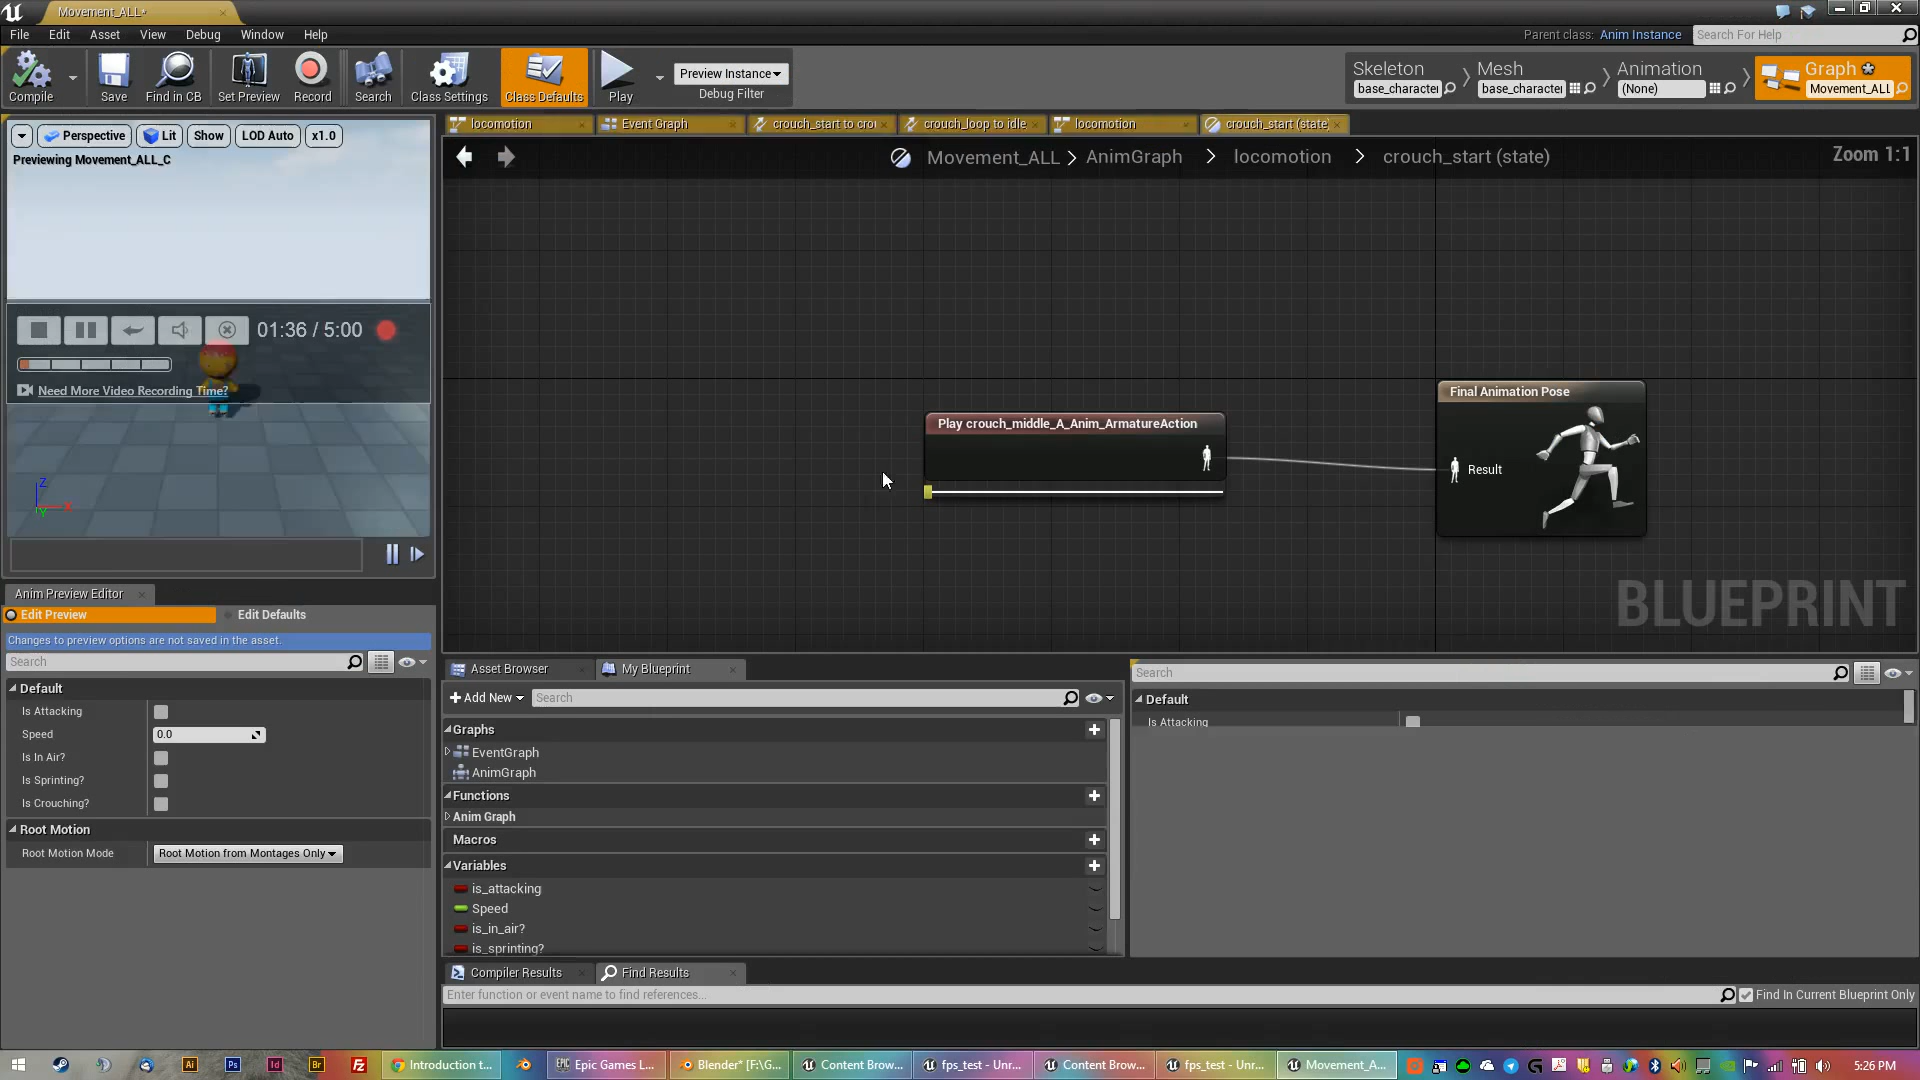 Movement_ALL*
File Edit Asset View Debug Window Help
Parent class: Anim Instance Search For Help
Compile Save Find in CB Set Preview Record Search Class Settings Class Defaults Play
Preview Instance
Debug Filter
Skeleton Mesh Animation Graph
base_character base_character (None) Movement_ALL
locomotion Event Graph crouch_start to crou crouch_loop to idle locomotion crouch_start (state)
Perspective Lit Show LOD Auto x1.0
Previewing Movement_ALL_C
Movement_ALL > AnimGraph > locomotion > crouch_start (state)
Zoom 1:1
01:36 / 5:00
Need More Video Recording Time?
Z
X
Y
Play crouch_middle_A_Anim_ArmatureAction
Final Animation Pose
Result
BLUEPRINT
Anim Preview Editor
Edit Preview Edit Defaults
Changes to preview options are not saved in the asset.
Search
Default
Is Attacking
Speed 0.0
Is In Air?
Is Sprinting?
Is Crouching?
Root Motion
Root Motion Mode Root Motion from Montages Only
Asset Browser My Blueprint
Add New Search
Graphs
EventGraph
AnimGraph
Functions
Anim Graph
Macros
Variables
is_attacking
Speed
is_in_air?
is_sprinting?
Search
Default
Is Attacking
Compiler Results Find Results
Enter function or event name to find references...
Find In Current Blueprint Only
Ai Ps Id Br Fz Introduction t... Epic Games L... Blender* [F:\G... Content Brow... fps_test - Unr... Content Brow... fps_test - Unr... Movement_A... 5:26 PM